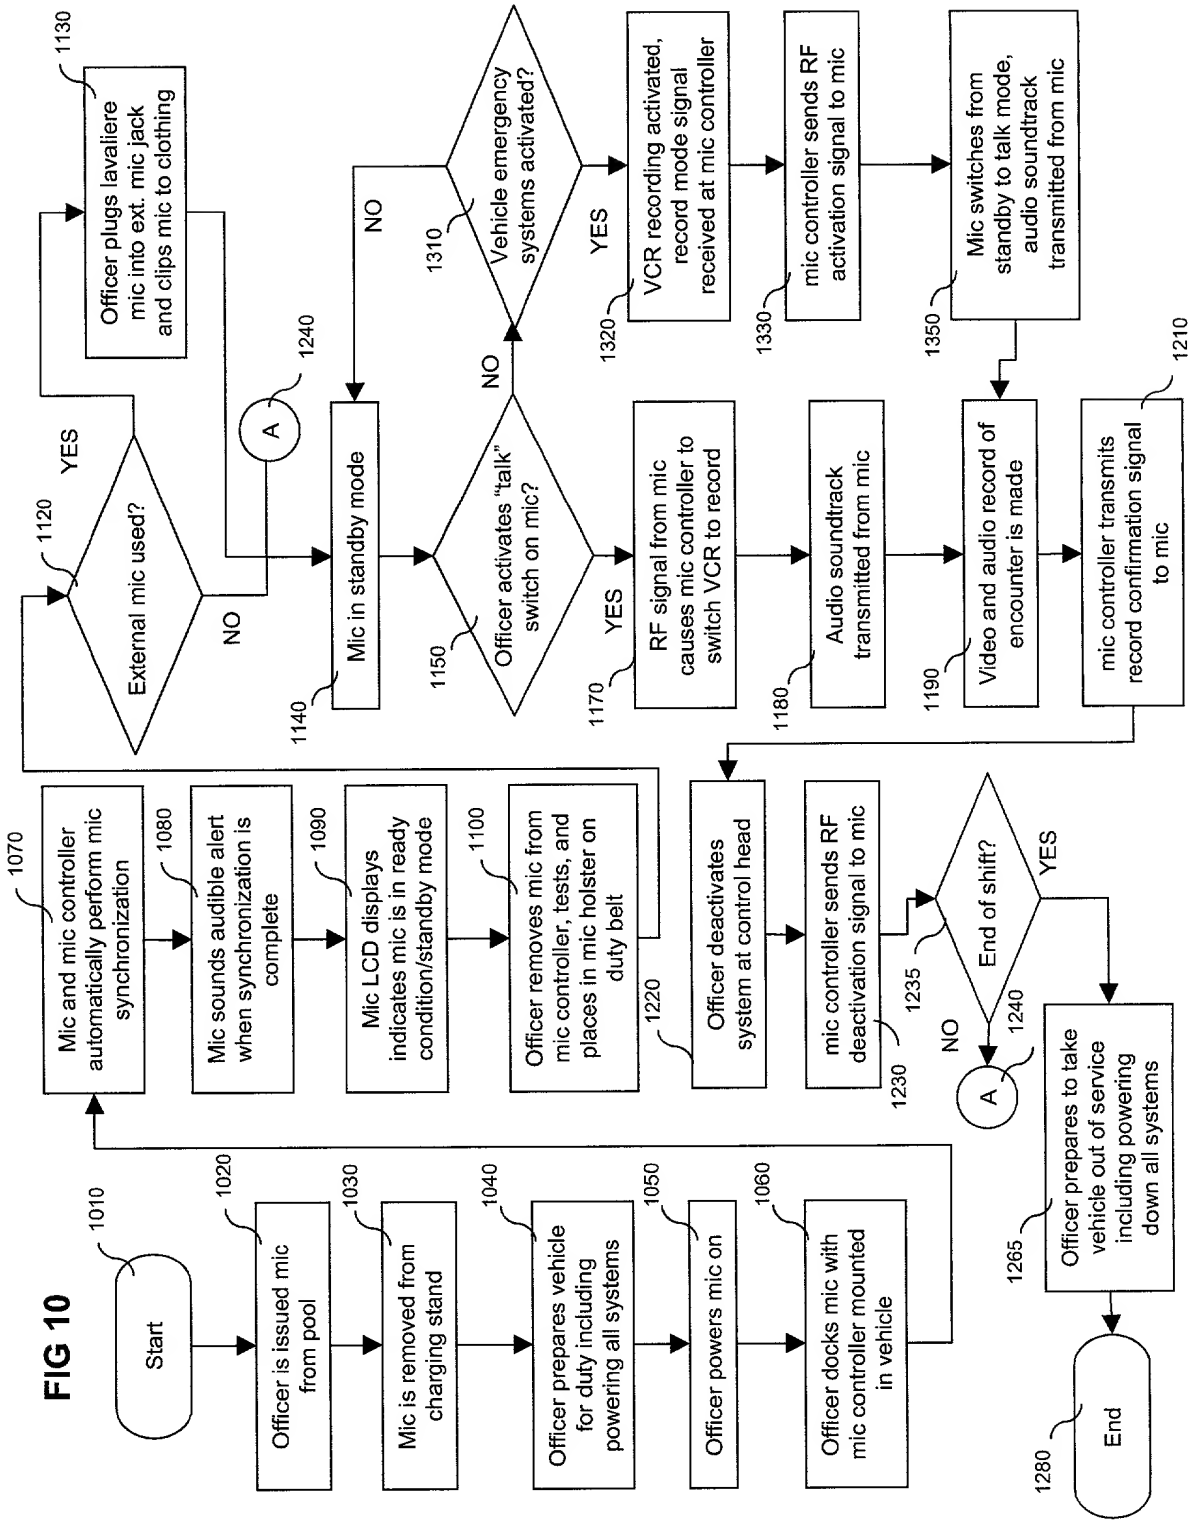 FIG 10
1010
Start
1020
Officer is issued mic
from pool
1030
Mic is removed from
charging stand
1040
Officer prepares vehicle
for duty including
powering all systems
1050
Officer powers mic on
1060
Officer docks mic with
mic controller mounted
in vehicle
1070
Mic and mic controller
automatically perform mic
synchronization
1080
Mic sounds audible alert
when synchronization is
complete
1090
Mic LCD displays
indicates mic is in ready
condition/standby mode
1100
Officer removes mic from
mic controller, tests, and
places in mic holster on
duty belt
1120
External mic used?
YES
NO
1130
Officer plugs lavaliere
mic into ext. mic jack
and clips mic to clothing
A
1240
1140
Mic in standby mode
1150
Officer activates “talk”
switch on mic?
NO
YES
1310
Vehicle emergency
systems activated?
NO
YES
1170
RF signal from mic
causes mic controller to
switch VCR to record
1180
Audio soundtrack
transmitted from mic
1190
Video and audio record of
encounter is made
1210
mic controller transmits
record confirmation signal
to mic
1320
VCR recording activated,
record mode signal
received at mic controller
1330
mic controller sends RF
activation signal to mic
1350
Mic switches from
standby to talk mode,
audio soundtrack
transmitted from mic
1220
Officer deactivates
system at control head
1230
mic controller sends RF
deactivation signal to mic
1235
End of shift?
NO
YES
A
1240
1265
Officer prepares to take
vehicle out of service
including powering
down all systems
1280
End